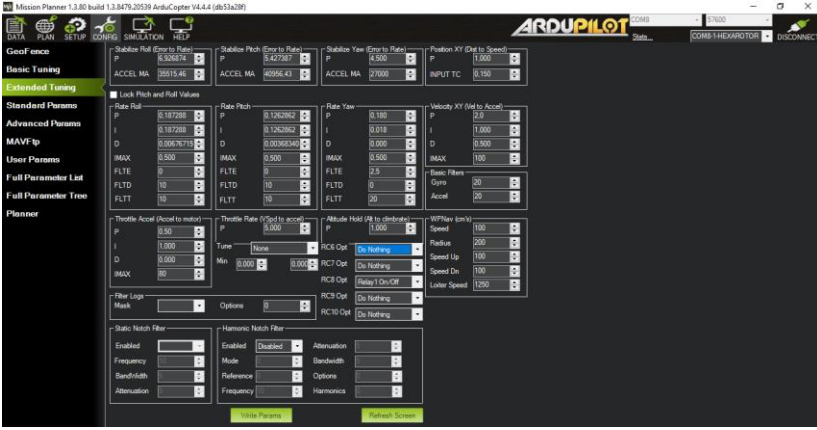 Mission Planner 1.3.80 build 1.3.8479.20539 ArduCopter V4.4.4 (db53a28f)
DATA PLAN SETUP CONFIG SIMULATION HELP
ARDUPILOT
COM8 57600
Stats... COM8-1-HEXAROTOR DISCONNECT
GeoFence
Basic Tuning
Extended Tuning
Standard Params
Advanced Params
MAVFtp
User Params
Full Parameter List
Full Parameter Tree
Planner
Stabilize Roll (Error to Rate)
P 6,926874
ACCEL MA 35515,46
Stabilize Pitch (Error to Rate)
P 5,427387
ACCEL MA 40956,43
Stabilize Yaw (Error to Rate)
P 4,500
ACCEL MA 27000
Position XY (Dist to Speed)
P 1,000
INPUT TC 0,150
Lock Pitch and Roll Values
Rate Roll
P 0,187288
I 0,187288
D 0,00676715
IMAX 0,500
FLTE 0
FLTD 10
FLTT 10
Rate Pitch
P 0,1262862
I 0,1262862
D 0,00368340
IMAX 0,500
FLTE 0
FLTD 10
FLTT 10
Rate Yaw
P 0,180
I 0,018
D 0,000
IMAX 0,500
FLTE 2,5
FLTD 0
FLTT 20
Velocity XY (Vel to Accel)
P 2,0
I 1,000
D 0,500
IMAX 100
Basic Filters
Gyro 20
Accel 20
Throttle Accel (Accel to motor)
P 0,50
I 1,000
D 0,000
IMAX 80
Throttle Rate (VSpd to accel)
P 5,000
Tune None
Min 0,000 0,000
Altitude Hold (Alt to climbrate)
P 1,000
RC6 Opt Do Nothing
RC7 Opt Do Nothing
RC8 Opt Relay1 On/Off
RC9 Opt Do Nothing
RC10 Opt Do Nothing
WPNav (cm/s)
Speed 100
Radius 200
Speed Up 100
Speed Dn 100
Loiter Speed 1250
Filter Logs
Mask Options 0
Static Notch Filter
Enabled
Frequency
BandWidth
Attenuation
Harmonic Notch Filter
Enabled Disabled Attenuation
Mode Bandwidth
Reference Options
Frequency Harmonics
Write Params Refresh Screen